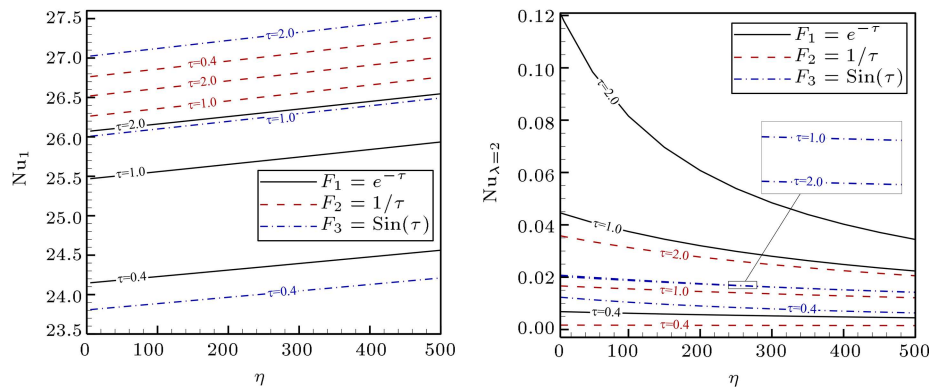 27.5
27.0
26.5
26.0
25.5
25.0
24.5
24.0
23.5
Nu₁
τ=2.0
τ=0.4
τ=2.0
τ=1.0
τ=2.0
τ=1.0
τ=1.0
τ=0.4
τ=0.4
F₁ = e^{−τ}
F₂ = 1/τ
F₃ = Sin(τ)
0 100 200 300 400 500
η
0.12
0.10
0.08
0.06
0.04
0.02
0.00
Nu_{λ=2}
F₁ = e^{−τ}
F₂ = 1/τ
F₃ = Sin(τ)
τ=2.0
τ=1.0
τ=2.0
τ=1.0
τ=2.0
τ=1.0
τ=0.4
τ=0.4
τ=0.4
0 100 200 300 400 500
η